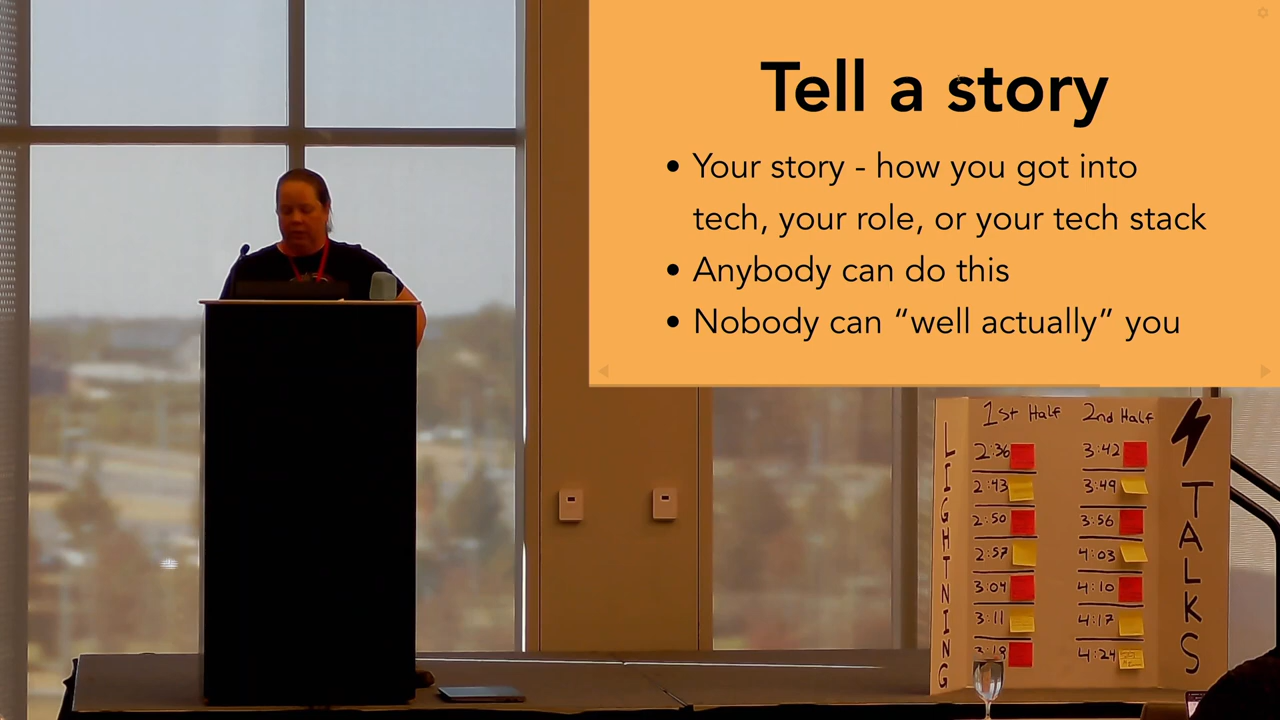 Tell a story
• Your story - how you got into
tech, your role, or your tech stack
• Anybody can do this
• Nobody can “well actually” you
LIGHTNING
1st Half
2:36
2:43
2:50
2:57
3:04
3:11
3:19
2nd Half
3:42
3:49
3:56
4:03
4:10
4:17
4:24
TALKS